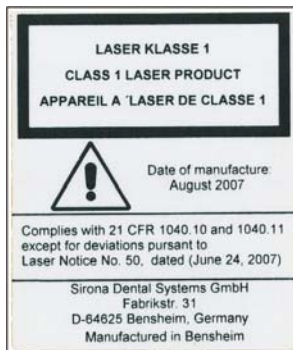 LASER KLASSE 1
CLASS 1 LASER PRODUCT
APPAREIL A ´LASER DE CLASSE 1
Date of manufacture:
August 2007
Complies with 21 CFR 1040.10 and 1040.11
except for deviations pursant to
Laser Notice No. 50, dated (June 24, 2007)
Sirona Dental Systems GmbH
Fabrikstr. 31
D-64625 Bensheim, Germany
Manufactured in Bensheim